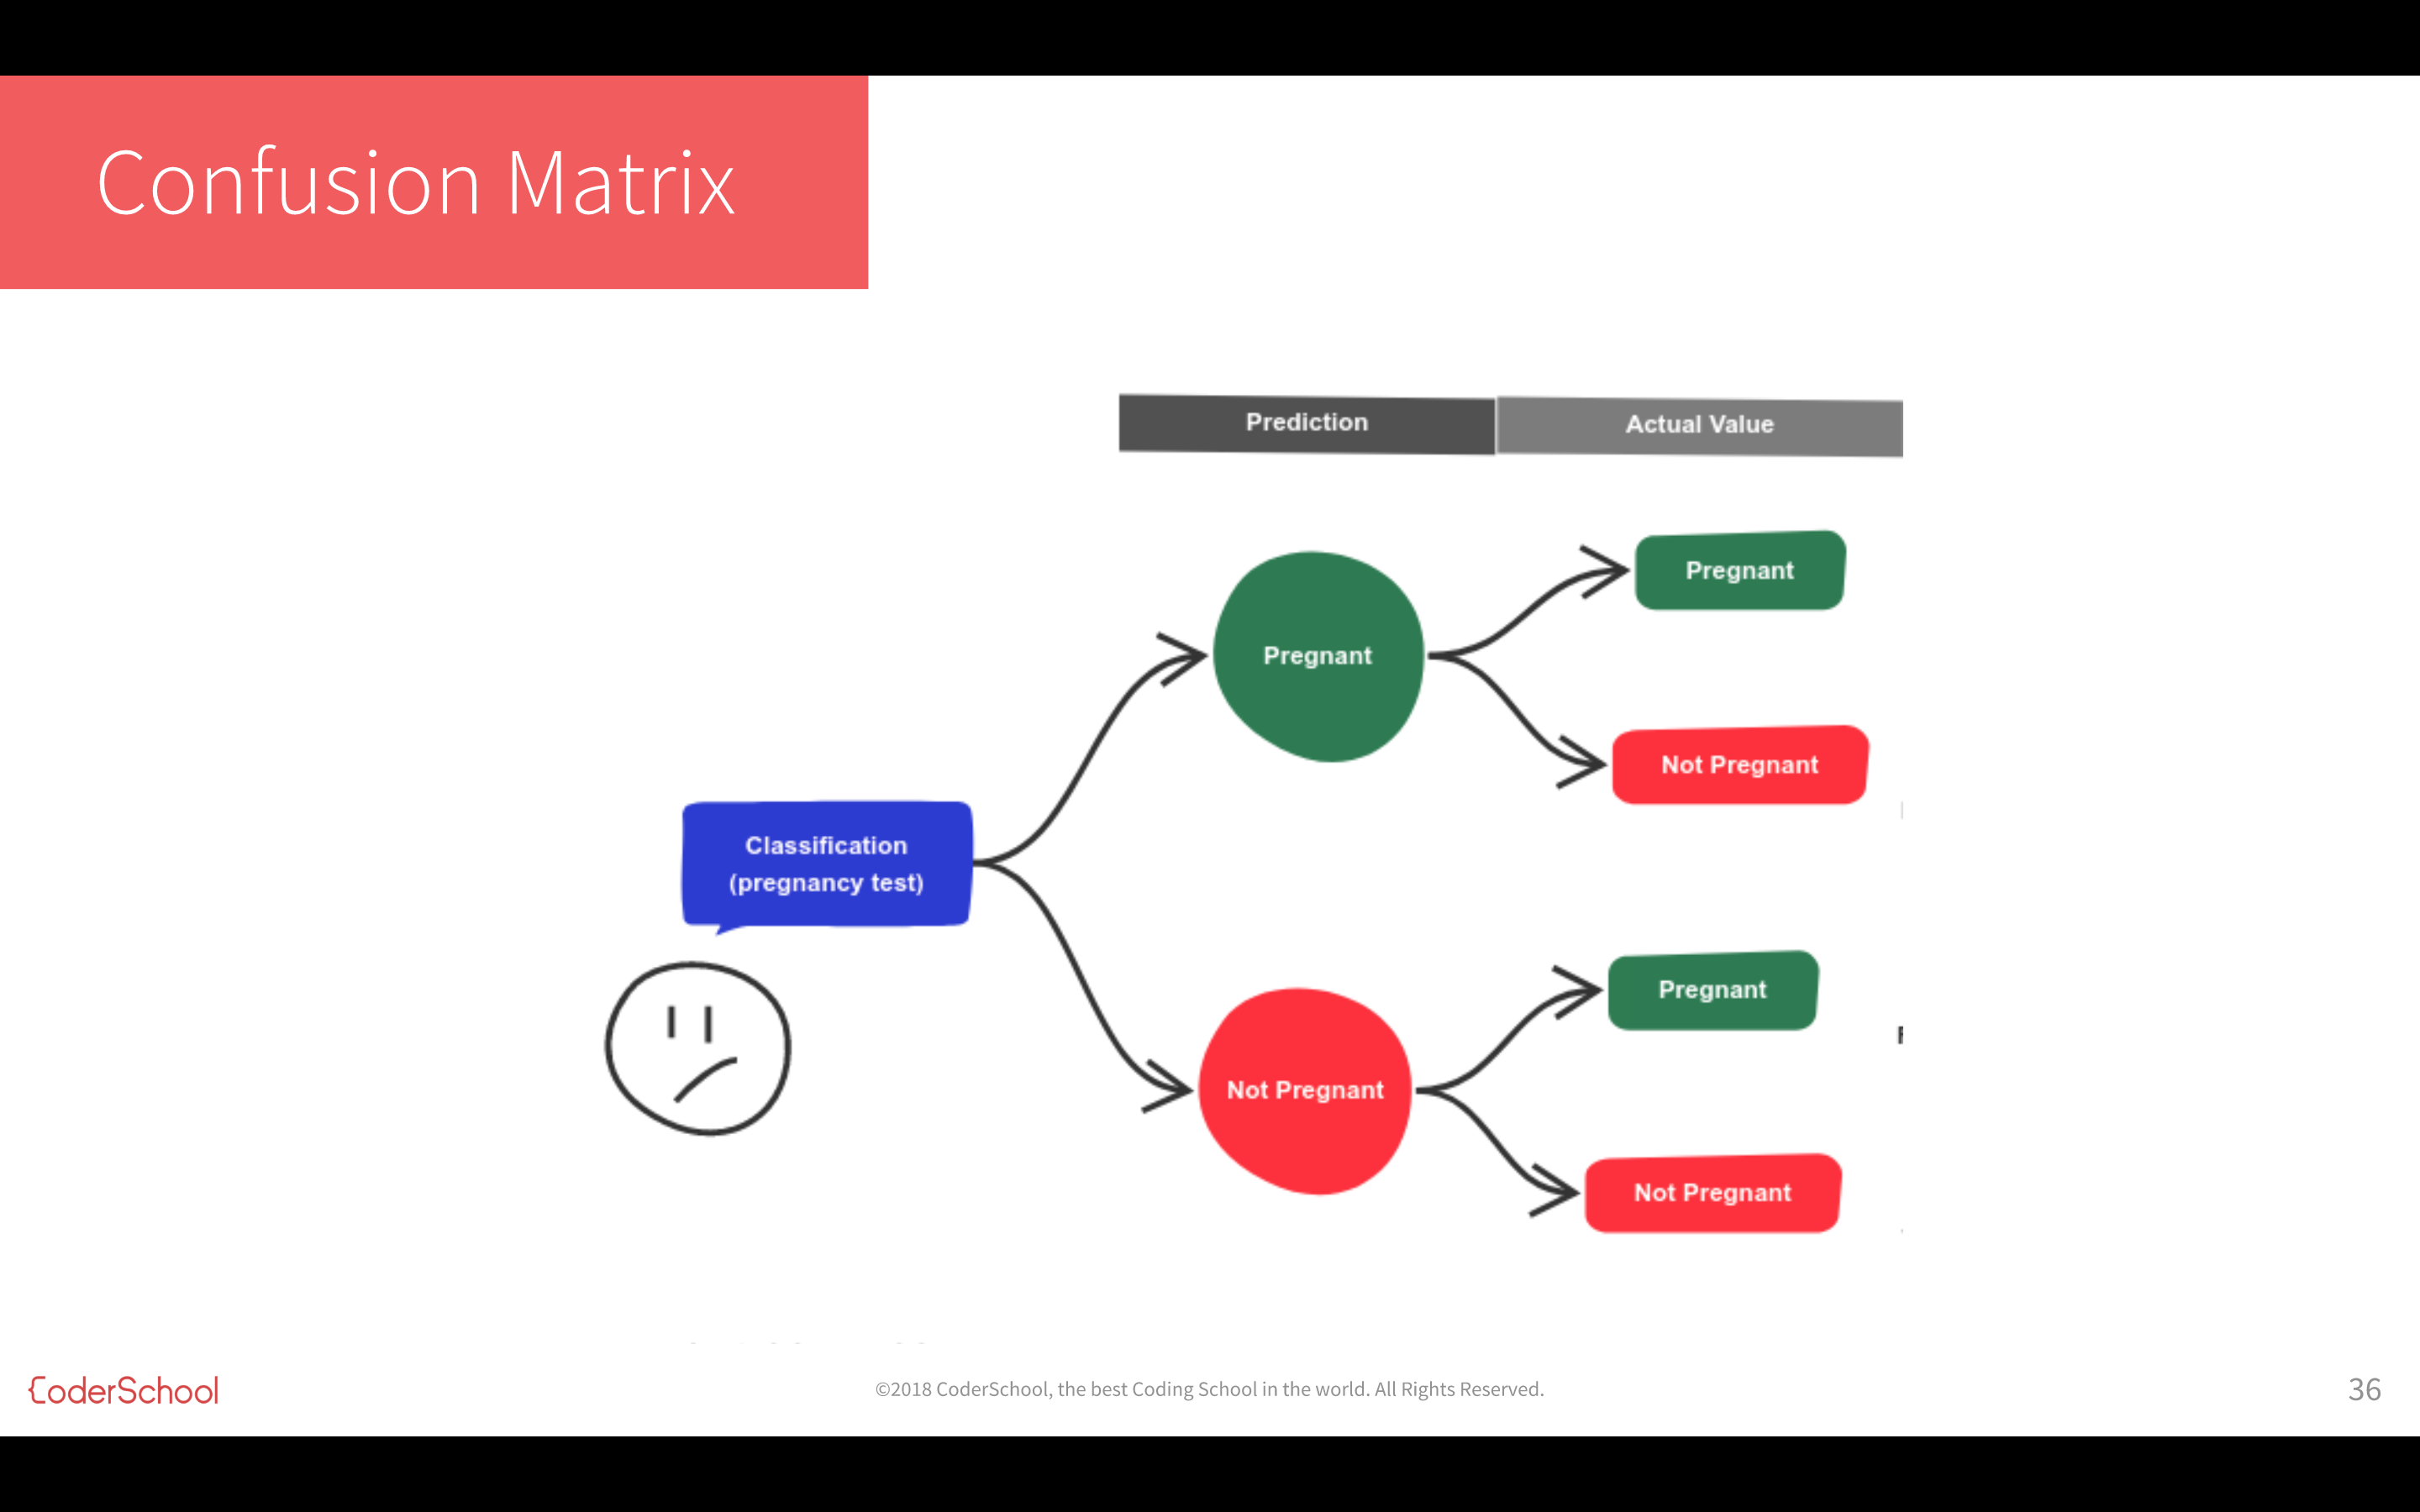 Confusion Matrix
Prediction
Actual Value
Pregnant
Pregnant
Not Pregnant
Classification
(pregnancy test)
Pregnant
Not Pregnant
Not Pregnant
{CoderSchool
©2018 CoderSchool, the best Coding School in the world. All Rights Reserved.
36